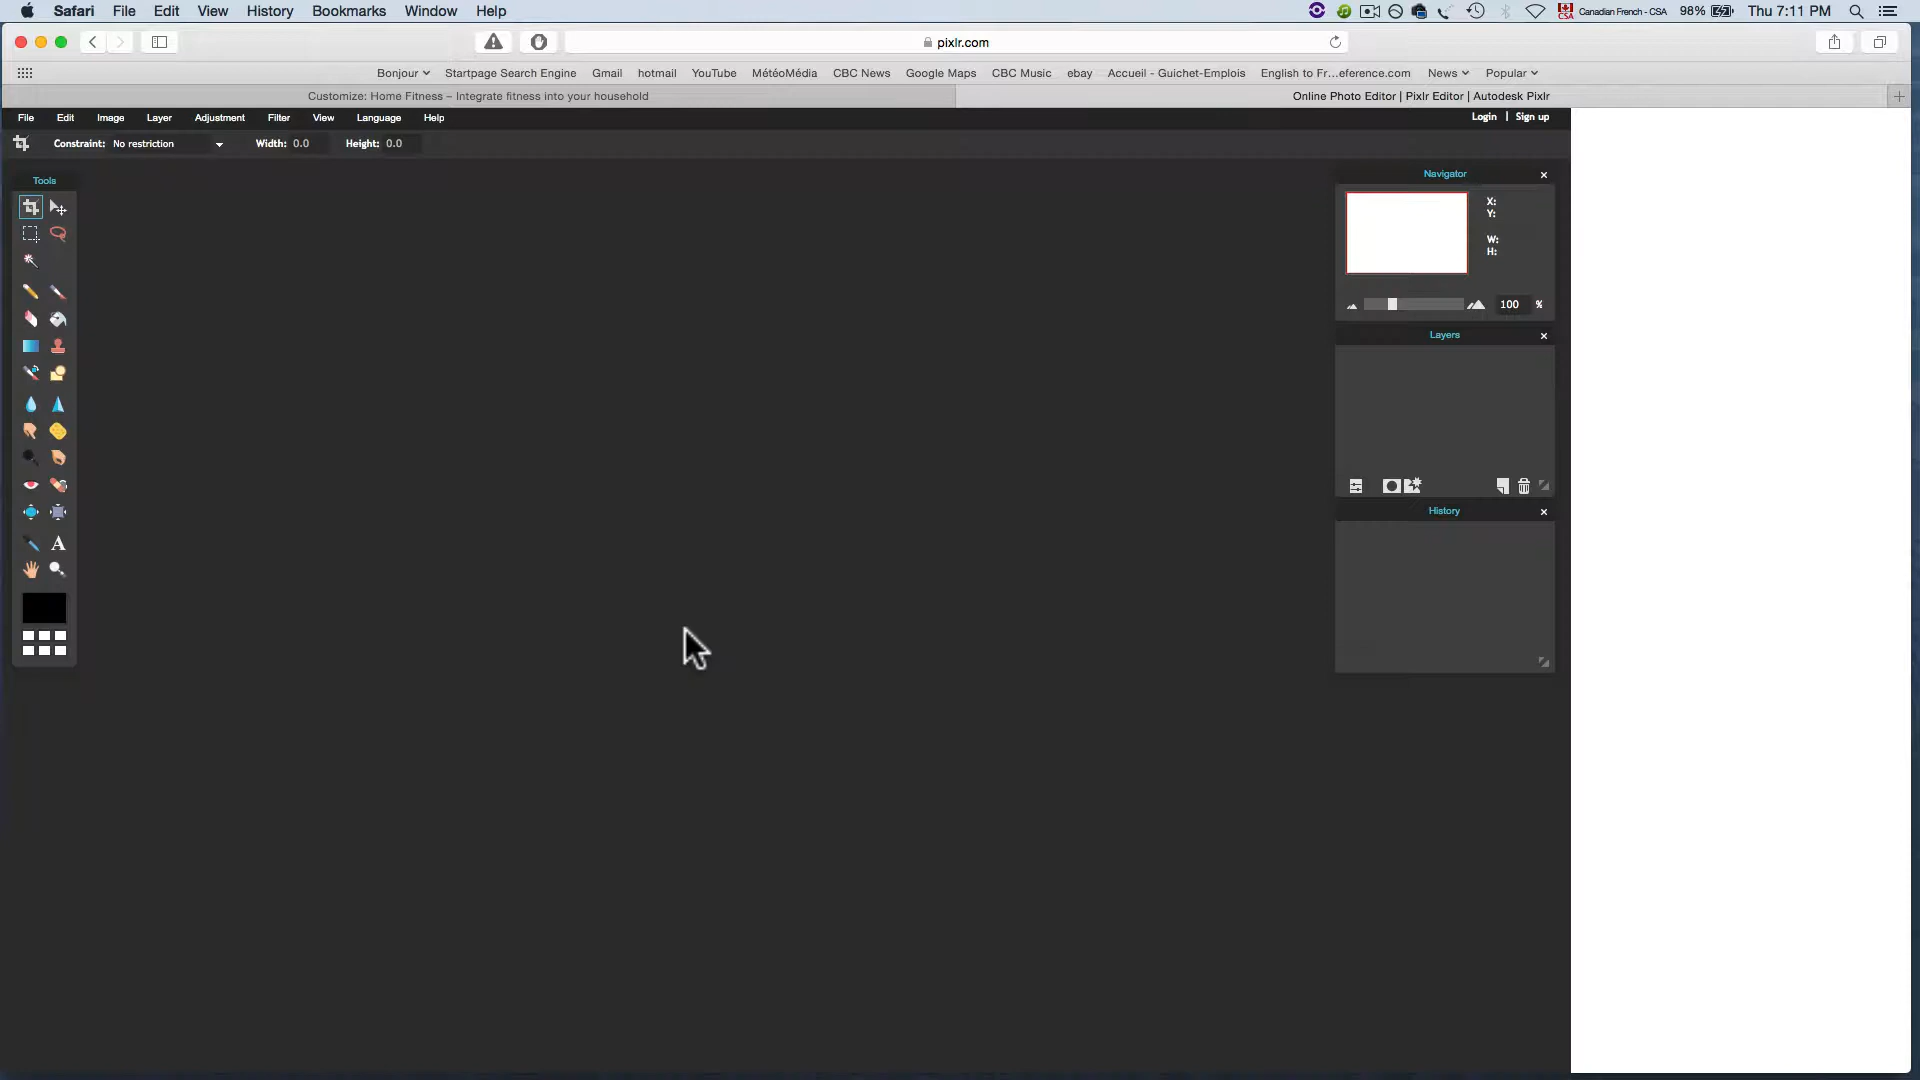 Safari File Edit View History Bookmarks Window Help CSA Canadian French - CSA 98% Thu 7:11 PM
pixlr.com
Bonjour Startpage Search Engine Gmail hotmail YouTube MétéoMédia CBC News Google Maps CBC Music ebay Accueil - Guichet-Emplois English to Fr...eference.com News Popular
Customize: Home Fitness – Integrate fitness into your household Online Photo Editor | Pixlr Editor | Autodesk Pixlr
File Edit Image Layer Adjustment Filter View Language Help Login | Sign up
Constraint: No restriction Width: 0.0 Height: 0.0
Tools
A
Navigator
X:
Y:
W:
H:
100 %
Layers
History